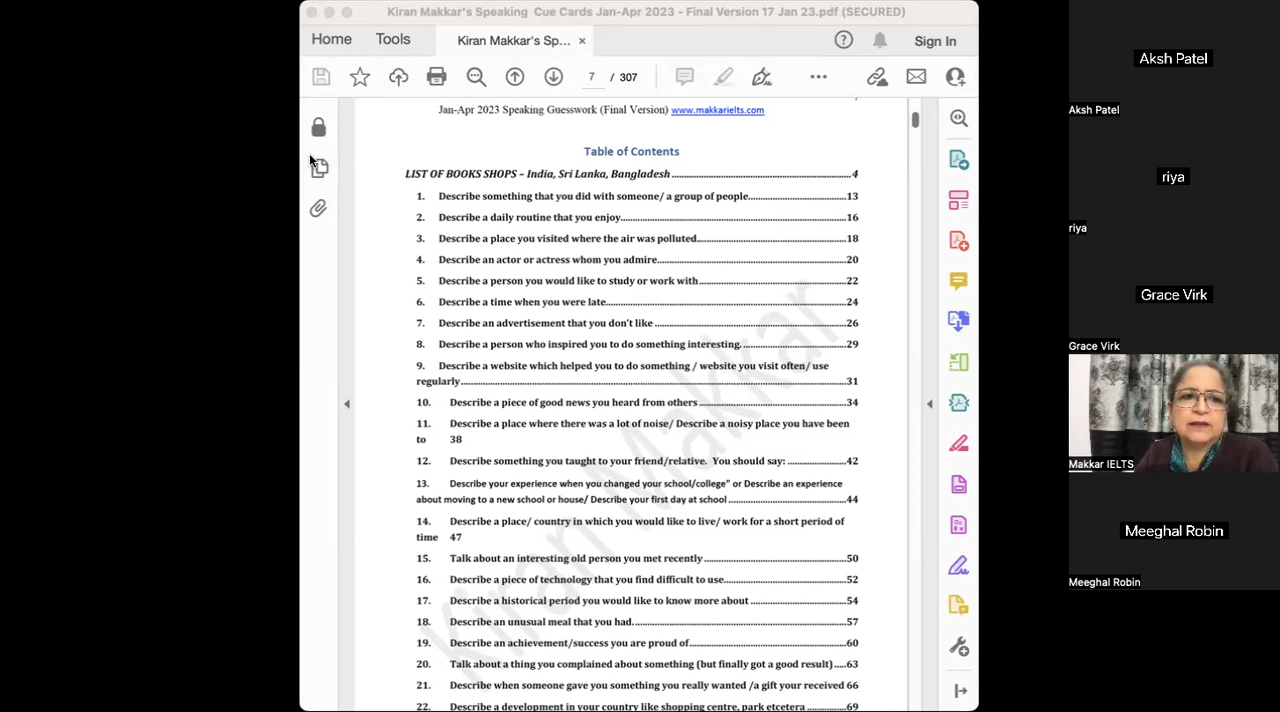 Kiran Makkar's Speaking Cue Cards Jan-Apr 2023 - Final Version 17 Jan 23.pdf (SECURED)
Home Tools Kiran Makkar's Sp... × Sign In
7 / 307
Jan-Apr 2023 Speaking Guesswork (Final Version) www.makkarielts.com
Table of Contents
LIST OF BOOKS SHOPS – India, Sri Lanka, Bangladesh ... 4
1. Describe something that you did with someone/ a group of people ... 13
2. Describe a daily routine that you enjoy ... 16
3. Describe a place you visited where the air was polluted ... 18
4. Describe an actor or actress whom you admire ... 20
5. Describe a person you would like to study or work with ... 22
6. Describe a time when you were late ... 24
7. Describe an advertisement that you don't like ... 26
8. Describe a person who inspired you to do something interesting. ... 29
9. Describe a website which helped you to do something / website you visit often/ use
regularly ... 31
10. Describe a piece of good news you heard from others ... 34
11. Describe a place where there was a lot of noise/ Describe a noisy place you have been
to 38
12. Describe something you taught to your friend/relative. You should say: ... 42
13. Describe your experience when you changed your school/college" or Describe an experience
about moving to a new school or house/ Describe your first day at school ... 44
14. Describe a place/ country in which you would like to live/ work for a short period of
time 47
15. Talk about an interesting old person you met recently ... 50
16. Describe a piece of technology that you find difficult to use ... 52
17. Describe a historical period you would like to know more about ... 54
18. Describe an unusual meal that you had. ... 57
19. Describe an achievement/success you are proud of ... 60
20. Talk about a thing you complained about something (but finally got a good result) ... 63
21. Describe when someone gave you something you really wanted /a gift your received 66
22. Describe a development in your country like shopping centre, park etcetera ... 69
Kiran Makkar
Aksh Patel
Aksh Patel
riya
riya
Grace Virk
Grace Virk
Makkar IELTS
Meeghal Robin
Meeghal Robin